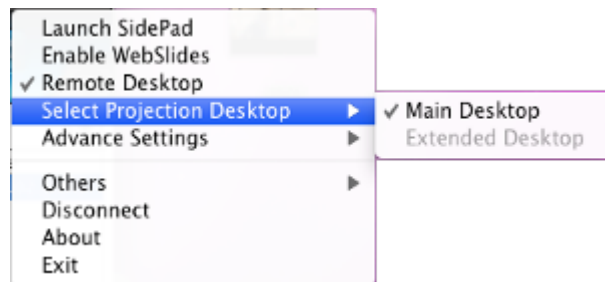 Launch SidePad
Enable WebSlides
✓ Remote Desktop
Select Projection Desktop
✓ Main Desktop
Advance Settings
Extended Desktop
Others
Disconnect
About
Exit